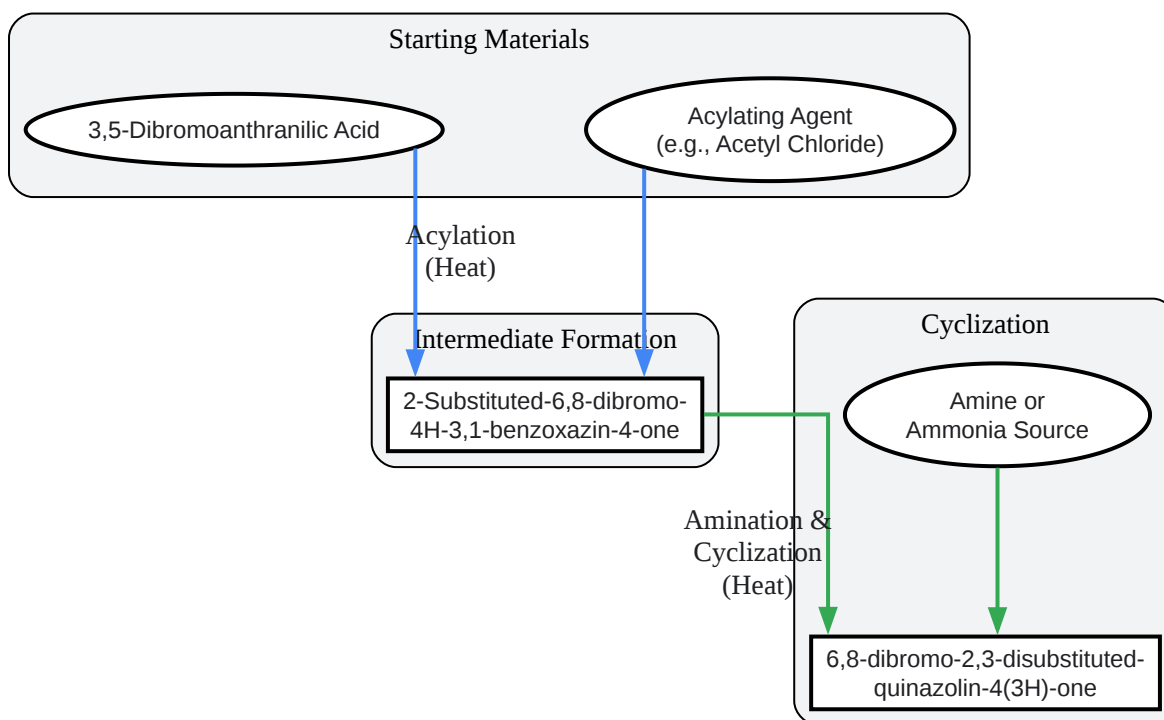 Starting Materials
3,5-Dibromoanthranilic Acid
Acylating Agent
(e.g., Acetyl Chloride)
Acylation
(Heat)
Intermediate Formation
2-Substituted-6,8-dibromo-
4H-3,1-benzoxazin-4-one
Cyclization
Amine or
Ammonia Source
Amination &
Cyclization
(Heat)
6,8-dibromo-2,3-disubstituted-
quinazolin-4(3H)-one